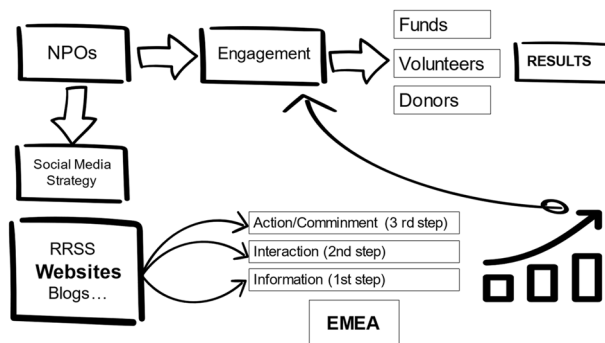 NPOs
Engagement
Funds
Volunteers
Donors
RESULTS
Social Media
Strategy
RRSS
Websites
Blogs...
Action/Comminment (3 rd step)
Interaction (2nd step)
Information (1st step)
EMEA